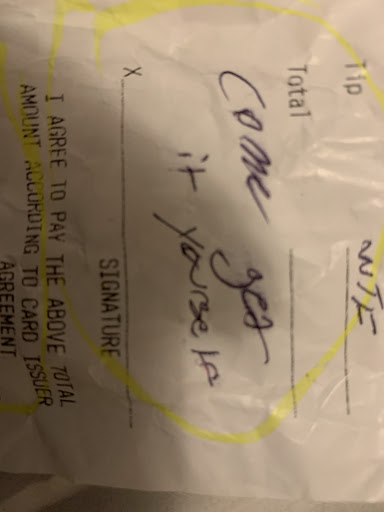 Tip
Total
come get
it yourself
X
SIGNATURE
I AGREE TO PAY THE ABOVE TOTAL
AMOUNT ACCORDING TO CARD ISSUER
AGREEMENT